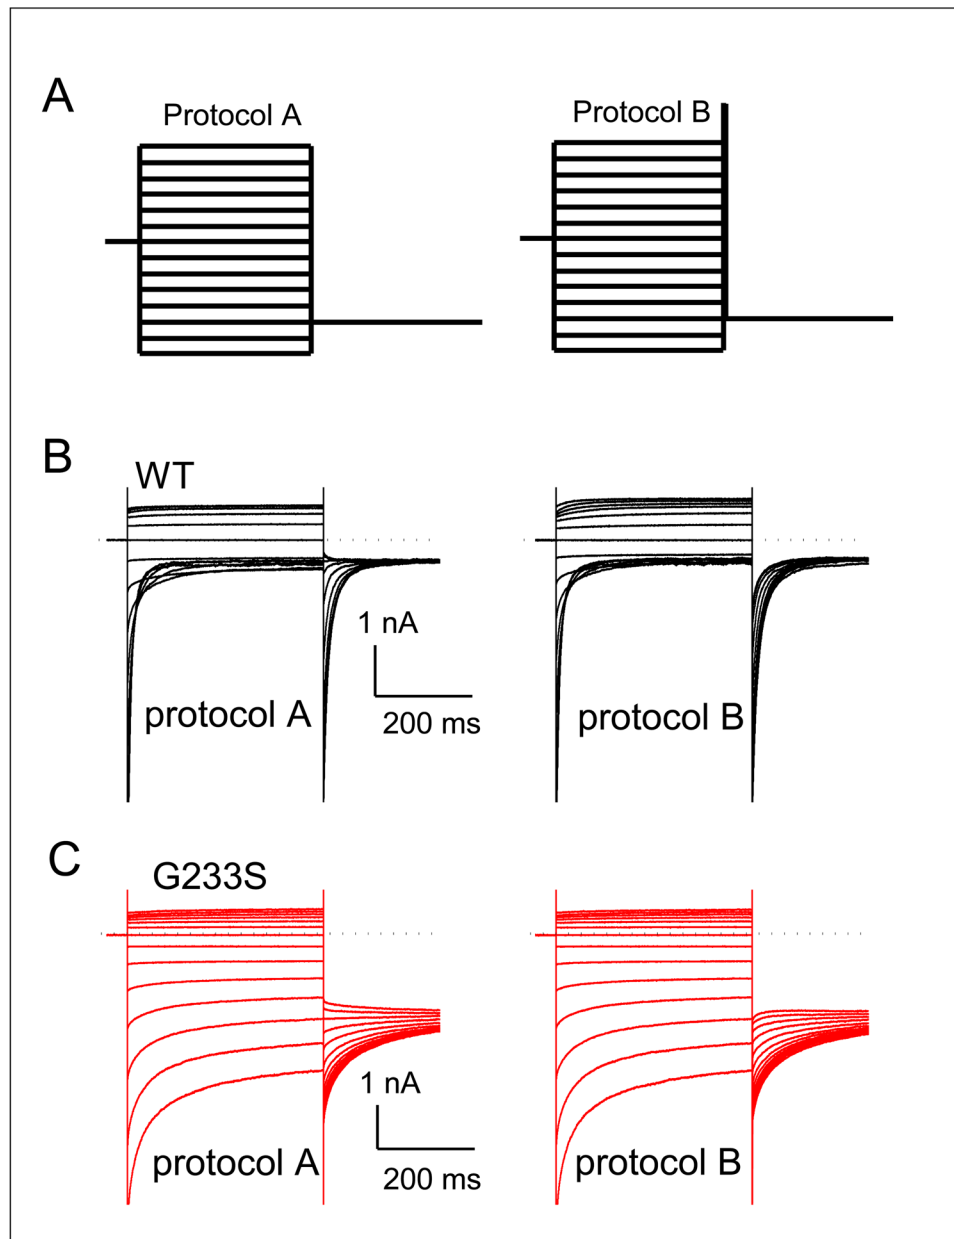 A
Protocol A
Protocol B
B
WT
1 nA
200 ms
protocol A
protocol B
C
G233S
1 nA
200 ms
protocol A
protocol B